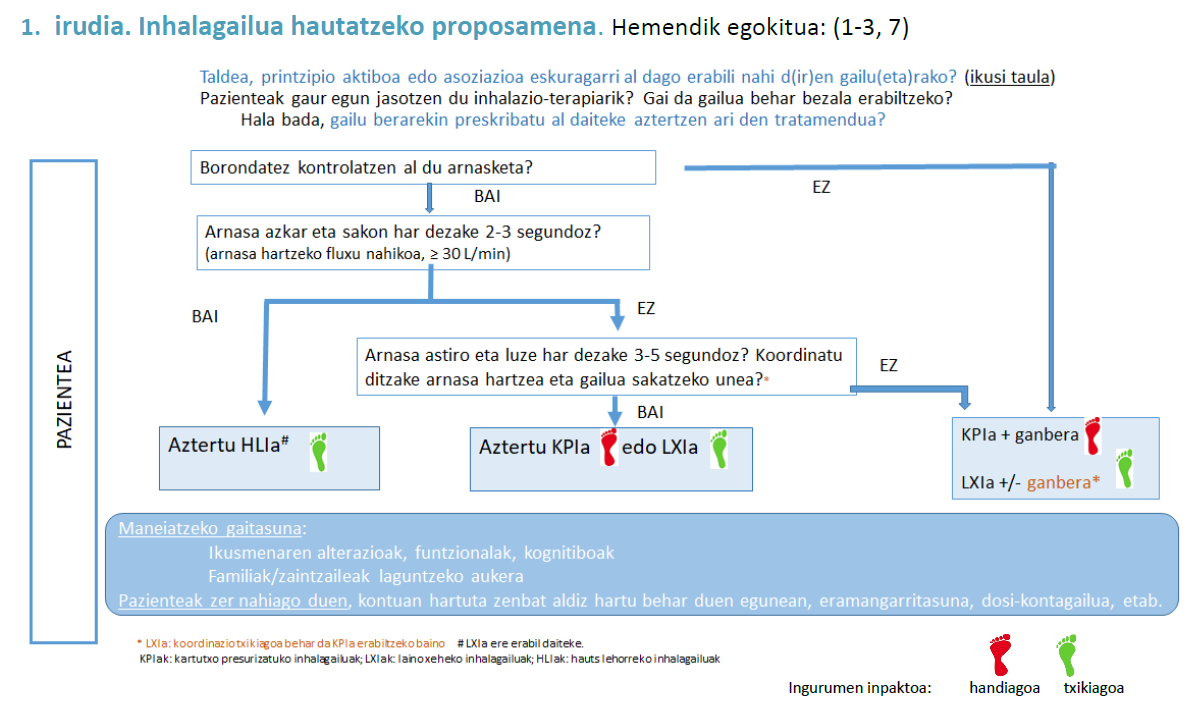 1. irudia. Inhalagailua hautatzeko proposamena. Hemendik egokitua: (1-3, 7)
Taldea, printzipio aktiboa edo asoziazioa eskuragarri al dago erabili nahi d(ir)en gailu(eta)rako? (ikusi taula)
Pazienteak gaur egun jasotzen du inhalazio-terapiarik? Gai da gailua behar bezala erabiltzeko?
Hala bada, gailu berarekin preskribatu al daiteke aztertzen ari den tratamendua?
Borondatez kontrolatzen al du arnasketa?
EZ
BAI
Arnasa azkar eta sakon har dezake 2-3 segundoz?
(arnasa hartzeko fluxu nahikoa, ≥ 30 L/min)
BAI
EZ
PAZIENTEA
Arnasa astiro eta luze har dezake 3-5 segundoz? Koordinatu
ditzake arnasa hartzea eta gailua sakatzeko unea?*
EZ
BAI
Aztertu HLIa#
Aztertu KPIa edo LXIa
KPIa + ganbera
LXIa +/- ganbera*
Maneiatzeko gaitasuna:
Ikusmenaren alterazioak, funtzionalak, kognitiboak
Familiak/zaintzaileak laguntzeko aukera
Pazienteak zer nahiago duen, kontuan hartuta zenbat aldiz hartu behar duen egunean, eramangarritasuna, dosi-kontagailua, etab.
* LXIa: koordinazio txikiagoa behar da KPIa erabiltzeko baino # LXIa ere erabil daiteke.
KPIak: kartutxo presurizatuko inhalagailuak; LXIak: laino xeheko inhalagailuak; HLIak: hauts lehorreko inhalagailuak
Ingurumen inpaktoa: handiagoa txikiagoa